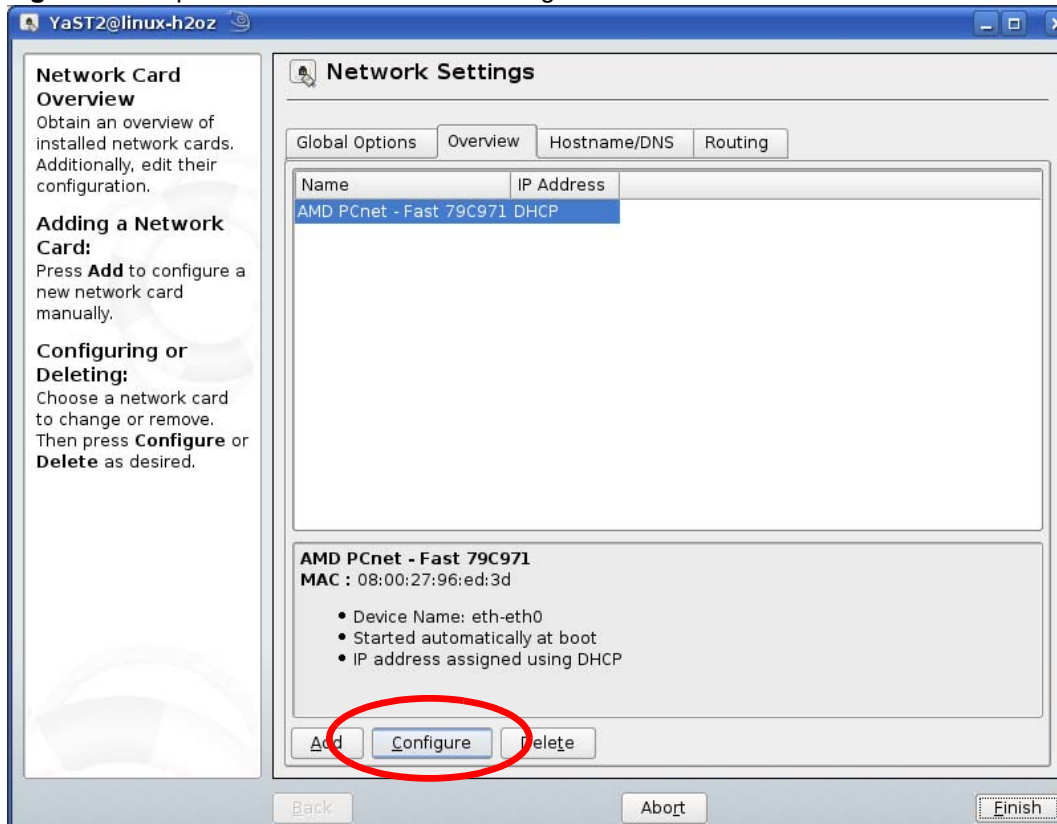 YaST2@linux-h2oz
Network Card
Overview
Obtain an overview of
installed network cards.
Additionally, edit their
configuration.
Adding a Network
Card:
Press Add to configure a
new network card
manually.
Configuring or
Deleting:
Choose a network card
to change or remove.
Then press Configure or
Delete as desired.
Network Settings
Global Options Overview Hostname/DNS Routing
Name IP Address
AMD PCnet - Fast 79C971 DHCP
AMD PCnet - Fast 79C971
MAC : 08:00:27:96:ed:3d
• Device Name: eth-eth0
• Started automatically at boot
• IP address assigned using DHCP
Add Configure Delete
Back Abort Finish